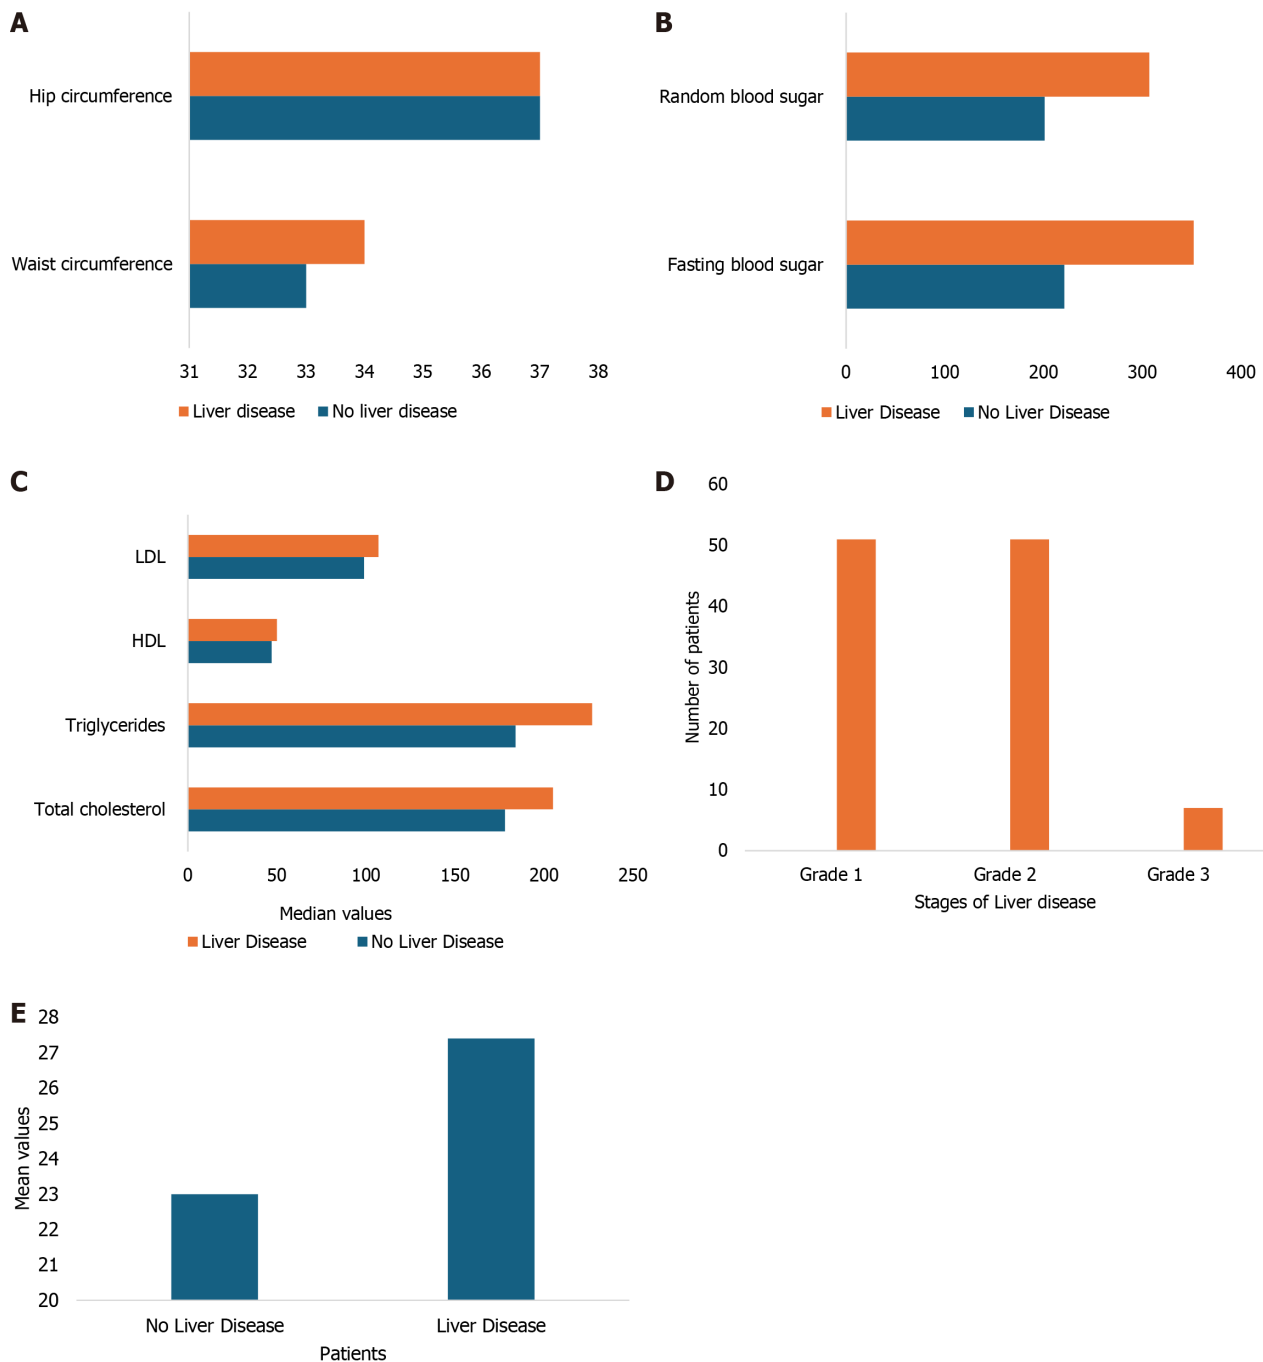 A
Hip circumference
Waist circumference
31 32 33 34 35 36 37 38
Liver disease No liver disease
B
Random blood sugar
Fasting blood sugar
0 100 200 300 400
Liver Disease No Liver Disease
C
LDL
HDL
Triglycerides
Total cholesterol
0 50 100 150 200 250
Median values
Liver Disease No Liver Disease
D
Number of patients
60
50
40
30
20
10
0
Grade 1 Grade 2 Grade 3
Stages of Liver disease
E
Mean values
28
27
26
25
24
23
22
21
20
No Liver Disease Liver Disease
Patients